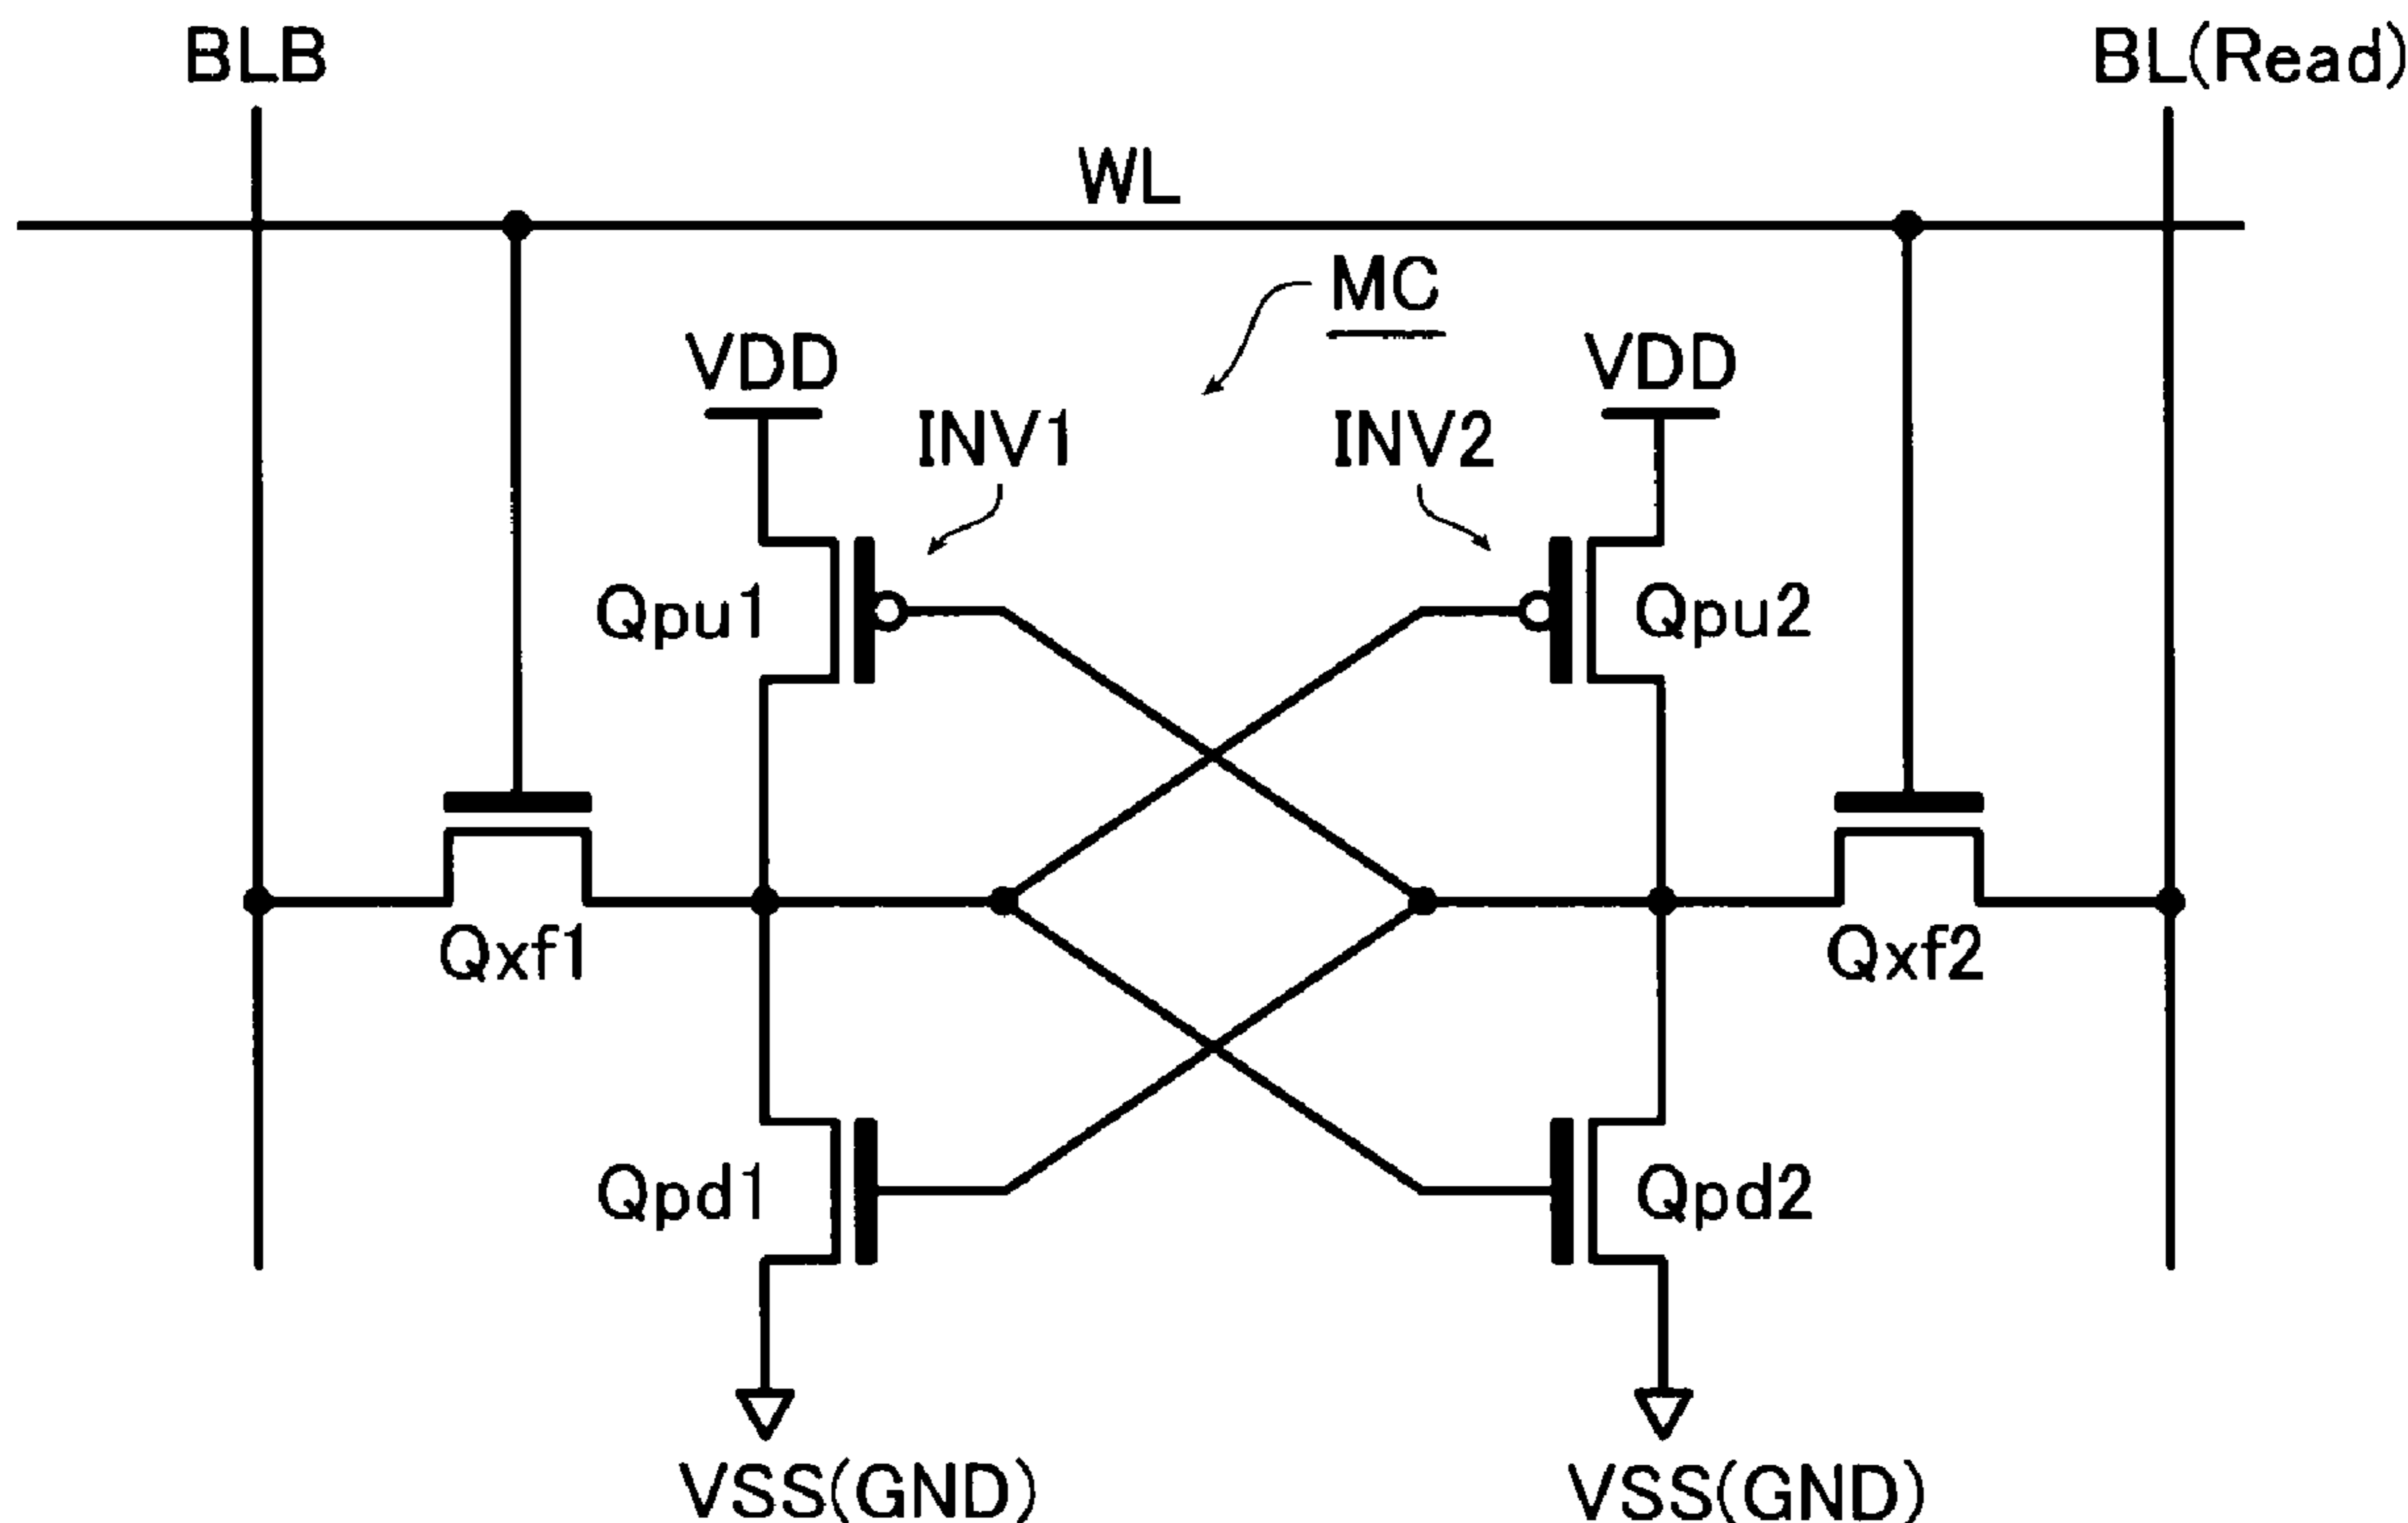 BLB
BL(Read)
WL
MC
VDD
VDD
INV1
INV2
Qpu1
Qpu2
Qxf1
Qxf2
Qpd1
Qpd2
VSS(GND)
VSS(GND)